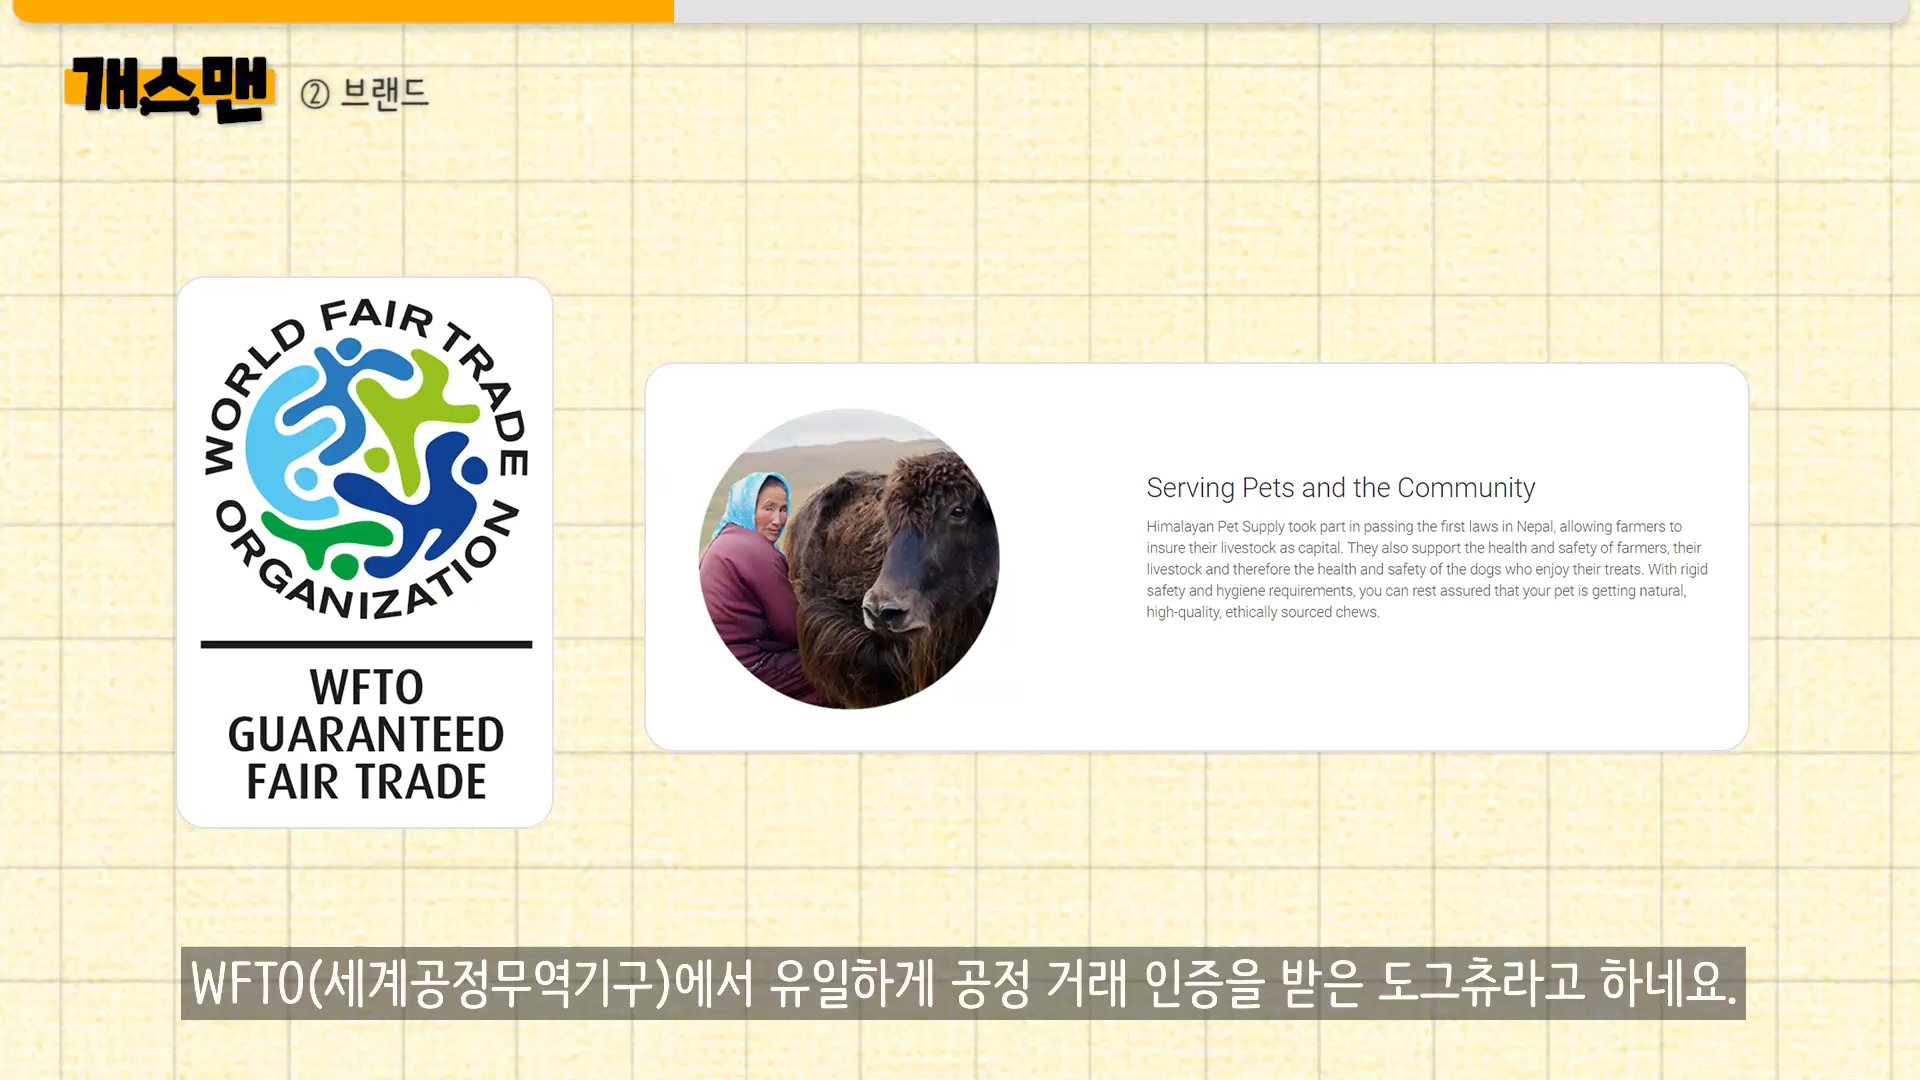 개스맨
② 브랜드
WORLD FAIR TRADE
ORGANIZATION
WFTO
GUARANTEED
FAIR TRADE
Serving Pets and the Community
Himalayan Pet Supply took part in passing the first laws in Nepal, allowing farmers to
insure their livestock as capital. They also support the health and safety of farmers, their
livestock and therefore the health and safety of the dogs who enjoy their treats. With rigid
safety and hygiene requirements, you can rest assured that your pet is getting natural,
high-quality, ethically sourced chews.
WFTO(세계공정무역기구)에서 유일하게 공정 거래 인증을 받은 도그츄라고 하네요.